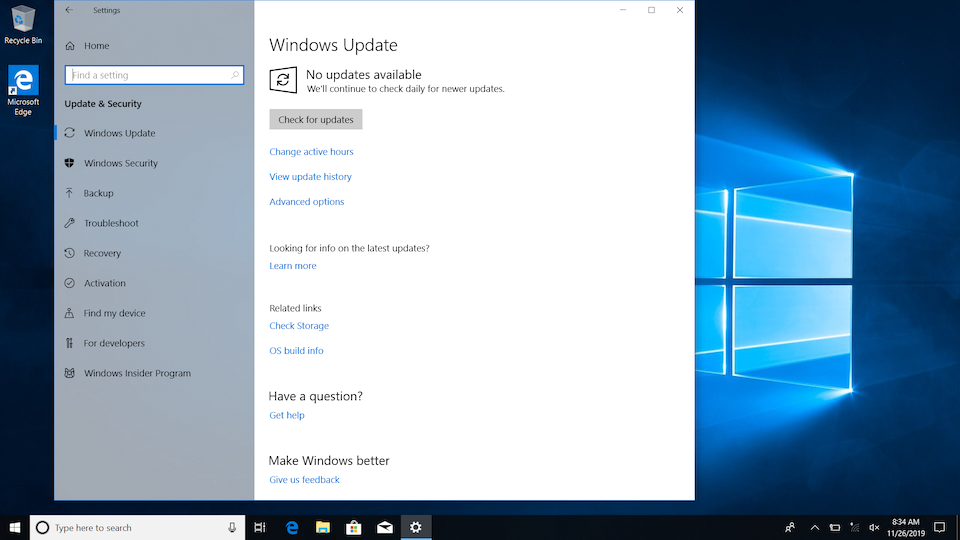 Recycle Bin
Microsoft
Edge
Settings
Home
Find a setting
Update & Security
Windows Update
Windows Security
Backup
Troubleshoot
Recovery
Activation
Find my device
For developers
Windows Insider Program
Windows Update
No updates available
We'll continue to check daily for newer updates.
Check for updates
Change active hours
View update history
Advanced options
Looking for info on the latest updates?
Learn more
Related links
Check Storage
OS build info
Have a question?
Get help
Make Windows better
Give us feedback
Type here to search
8:34 AM
11/26/2019